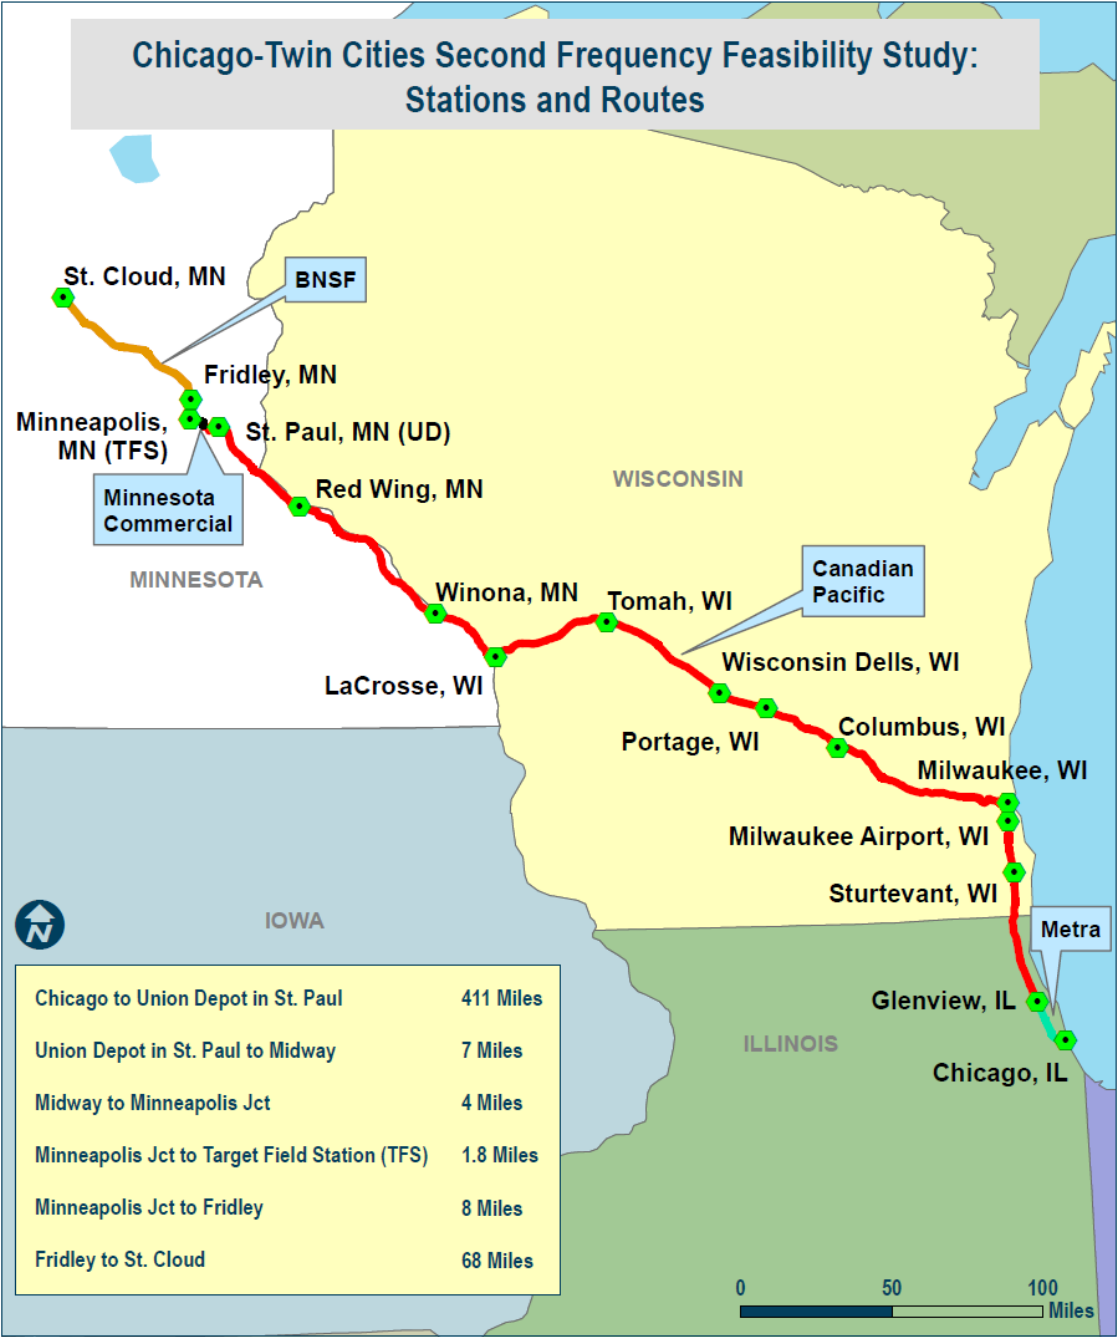 Chicago-Twin Cities Second Frequency Feasibility Study:
Stations and Routes
St. Cloud, MN
BNSF
Fridley, MN
Minneapolis,
MN (TFS)
St. Paul, MN (UD)
Minnesota
Commercial
Red Wing, MN
WISCONSIN
MINNESOTA
Canadian
Pacific
Winona, MN
Tomah, WI
LaCrosse, WI
Wisconsin Dells, WI
Portage, WI
Columbus, WI
Milwaukee, WI
Milwaukee Airport, WI
Sturtevant, WI
IOWA
N
Metra
Glenview, IL
ILLINOIS
Chicago, IL
Chicago to Union Depot in St. Paul 411 Miles
Union Depot in St. Paul to Midway 7 Miles
Midway to Minneapolis Jct 4 Miles
Minneapolis Jct to Target Field Station (TFS) 1.8 Miles
Minneapolis Jct to Fridley 8 Miles
Fridley to St. Cloud 68 Miles
0 50 100
Miles